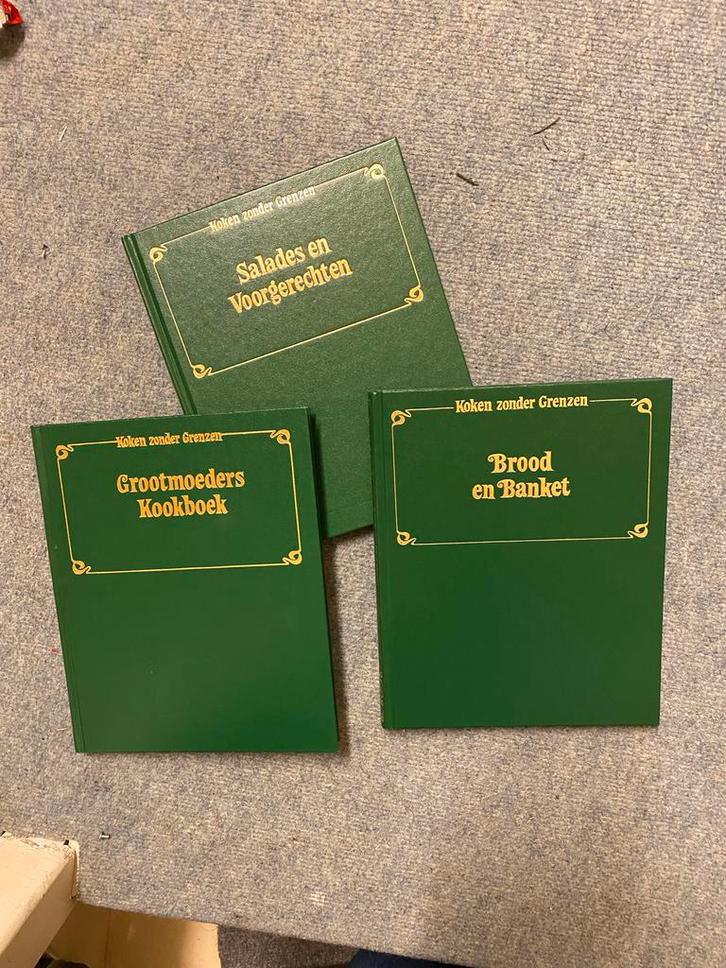 Koken zonder Grenzen
Salades en
Voorgerechten
Koken zonder Grenzen
Grootmoeders
Kookboek
Koken zonder Grenzen
Brood
en Banket